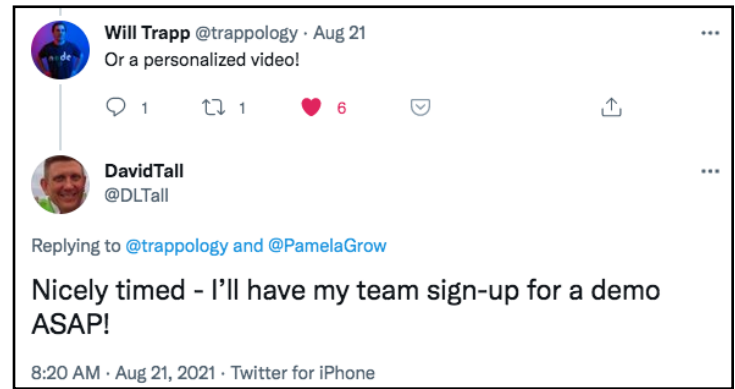 Will Trapp @trappology · Aug 21
Or a personalized video!
1 1 6
DavidTall
@DLTall
Replying to @trappology and @PamelaGrow
Nicely timed - I'll have my team sign-up for a demo
ASAP!
8:20 AM · Aug 21, 2021 · Twitter for iPhone